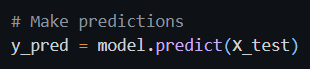 # Make predictions
y_pred = model.predict(X_test)